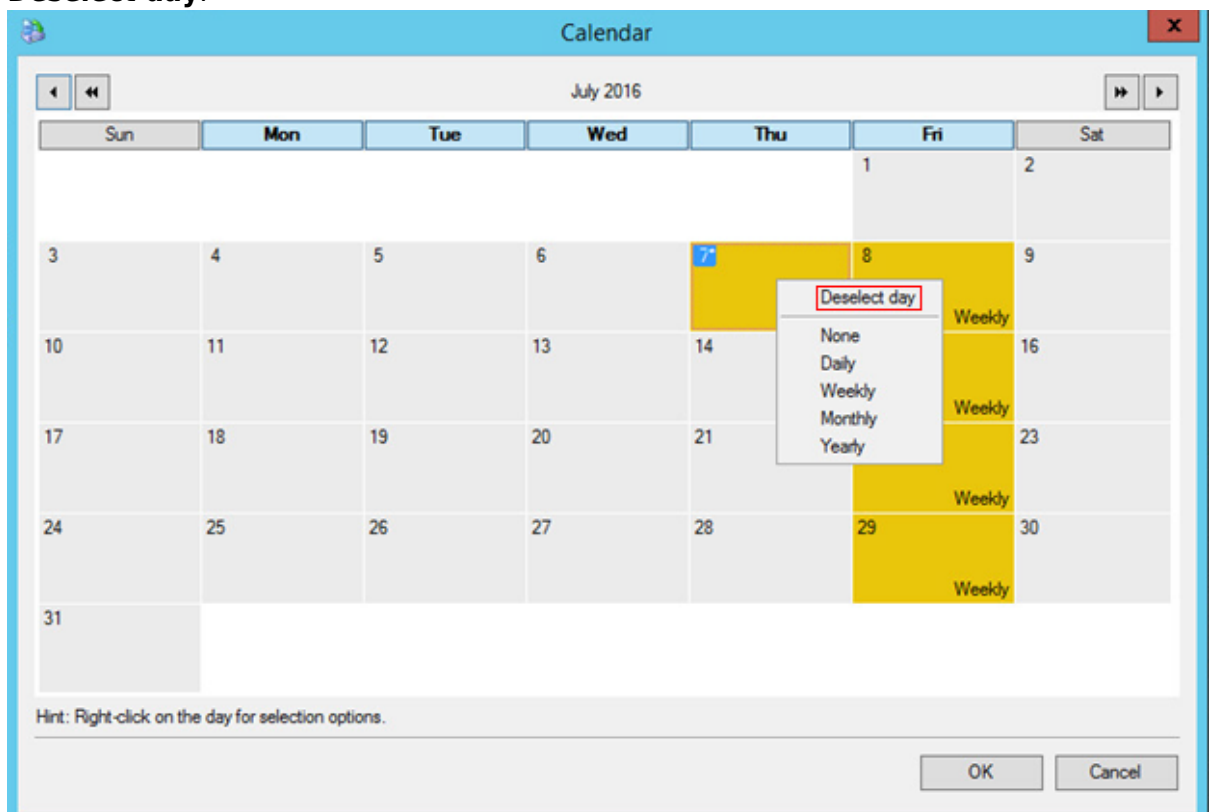 Deselect day.
Calendar
x
July 2016
Sun Mon Tue Wed Thu Fri Sat
1 2
3 4 5 6 7* 8 9
Deselect day
Weekly
None
10 11 12 13 14 16
Daily
Weekly
Weekly
Monthly
17 18 19 20 21 23
Yearly
Weekly
24 25 26 27 28 29 30
Weekly
31
Hint: Right-click on the day for selection options.
OK Cancel